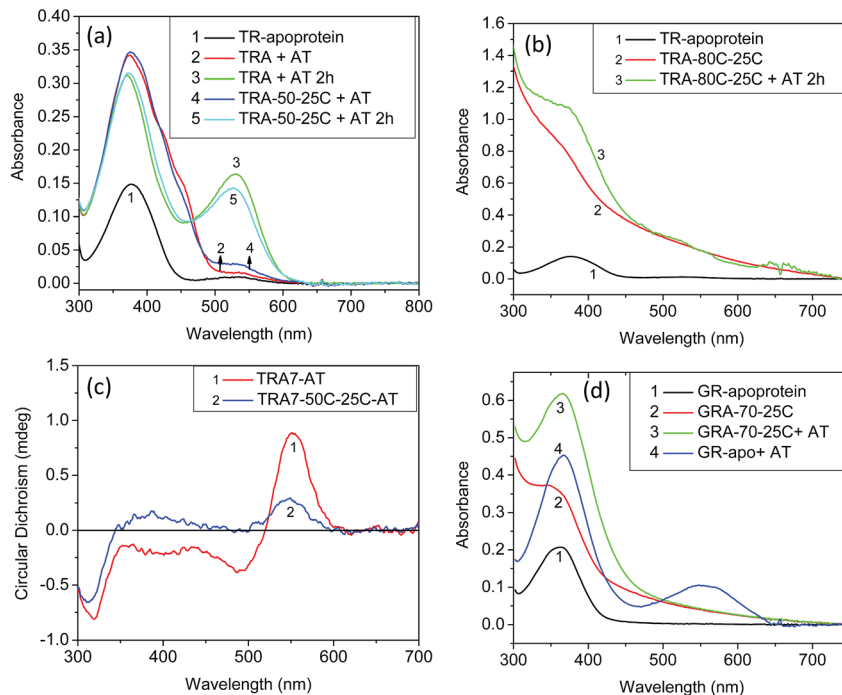 (a)
1 TR-apoprotein
2 TRA + AT
3 TRA + AT 2h
4 TRA-50-25C + AT
5 TRA-50-25C + AT 2h
0.40
0.35
0.30
0.25
0.20
0.15
0.10
0.05
0.00
Absorbance
1
2
4
3
5
300 400 500 600 700 800
Wavelength (nm)
(b)
1 TR-apoprotein
2 TRA-80C-25C
3 TRA-80C-25C + AT 2h
1.6
1.4
1.2
1.0
0.8
0.6
0.4
0.2
0.0
Absorbance
3
2
1
300 400 500 600 700
Wavelength (nm)
(c)
1 TRA7-AT
2 TRA7-50C-25C-AT
1.5
1.0
0.5
0.0
-0.5
-1.0
Circular Dichroism (mdeg)
1
2
300 400 500 600 700
Wavelength (nm)
(d)
1 GR-apoprotein
2 GRA-70-25C
3 GRA-70-25C+ AT
4 GR-apo+ AT
0.6
0.5
0.4
0.3
0.2
0.1
0.0
Absorbance
3
4
2
1
300 400 500 600 700
Wavelength (nm)